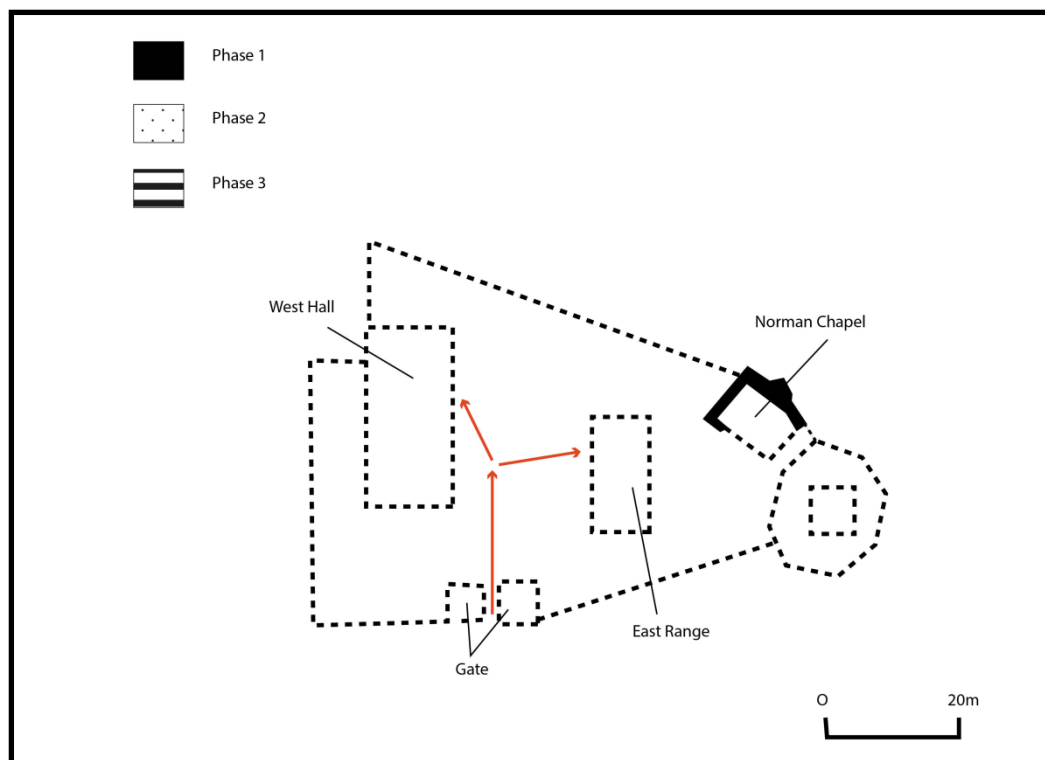 Phase 1
Phase 2
Phase 3
West Hall
Norman Chapel
East Range
Gate
O 20m